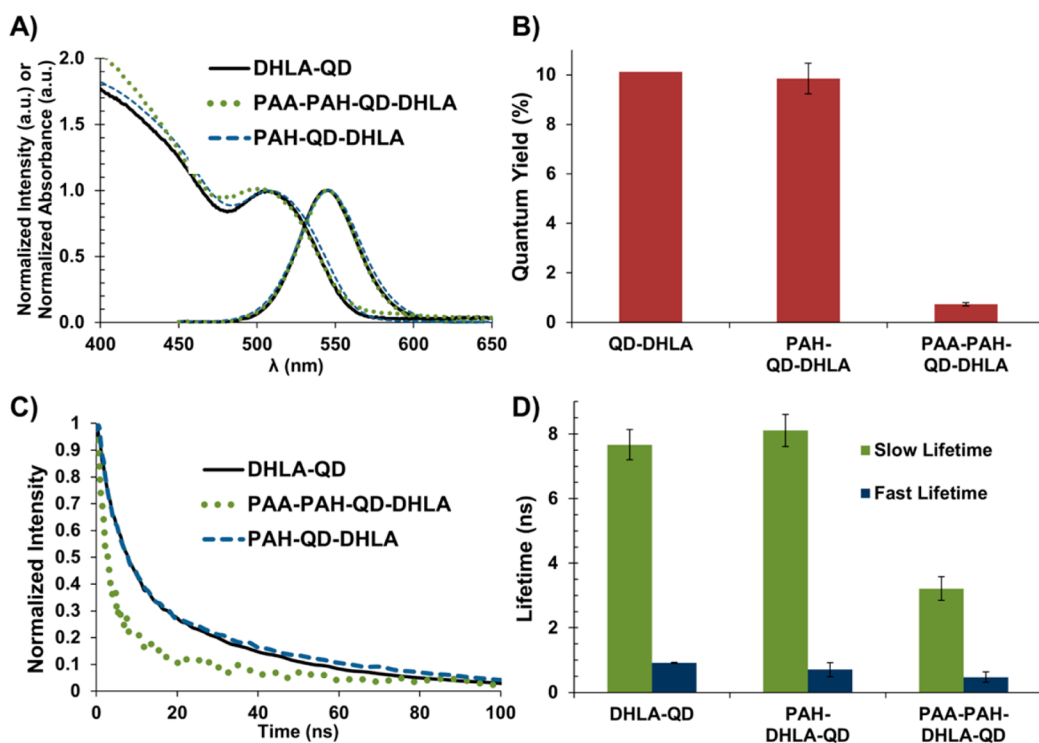 A)
Normalized Intensity (a.u.) or
Normalized Absorbance (a.u.)
2.0
1.5
1.0
0.5
0.0
DHLA-QD
PAA-PAH-QD-DHLA
PAH-QD-DHLA
400
450
500
550
600
650
λ (nm)
B)
Quantum Yield (%)
10
8
6
4
2
0
QD-DHLA
PAH-
QD-DHLA
PAA-PAH-
QD-DHLA
C)
Normalized Intensity
1
0.9
0.8
0.7
0.6
0.5
0.4
0.3
0.2
0.1
0
DHLA-QD
PAA-PAH-QD-DHLA
PAH-QD-DHLA
0
20
40
60
80
100
Time (ns)
D)
Lifetime (ns)
8
6
4
2
0
Slow Lifetime
Fast Lifetime
DHLA-QD
PAH-
DHLA-QD
PAA-PAH-
DHLA-QD